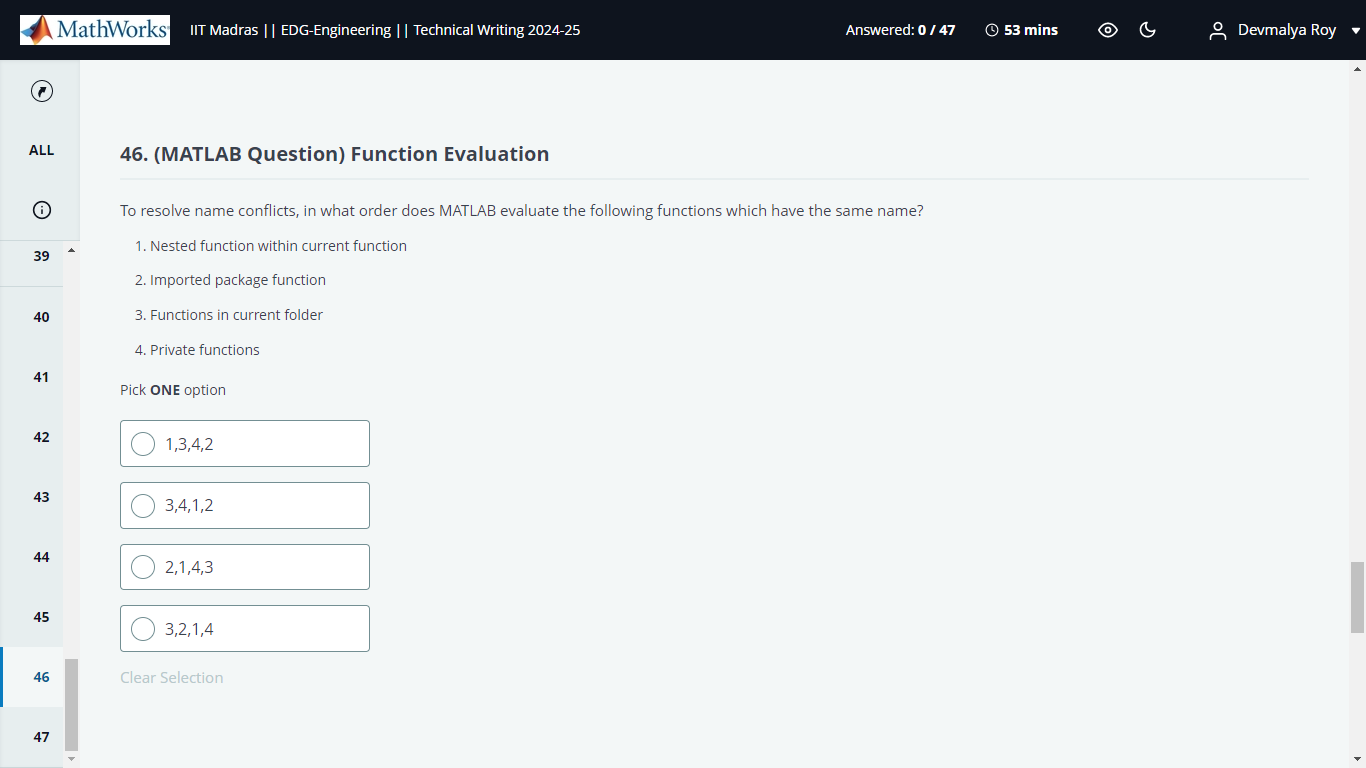 MathWorks
IIT Madras || EDG-Engineering || Technical Writing 2024-25
Answered: 0 / 47
53 mins
Devmalya Roy
ALL
39
40
41
42
43
44
45
46
47
46. (MATLAB Question) Function Evaluation
To resolve name conflicts, in what order does MATLAB evaluate the following functions which have the same name?
1. Nested function within current function
2. Imported package function
3. Functions in current folder
4. Private functions
Pick ONE option
1,3,4,2
3,4,1,2
2,1,4,3
3,2,1,4
Clear Selection